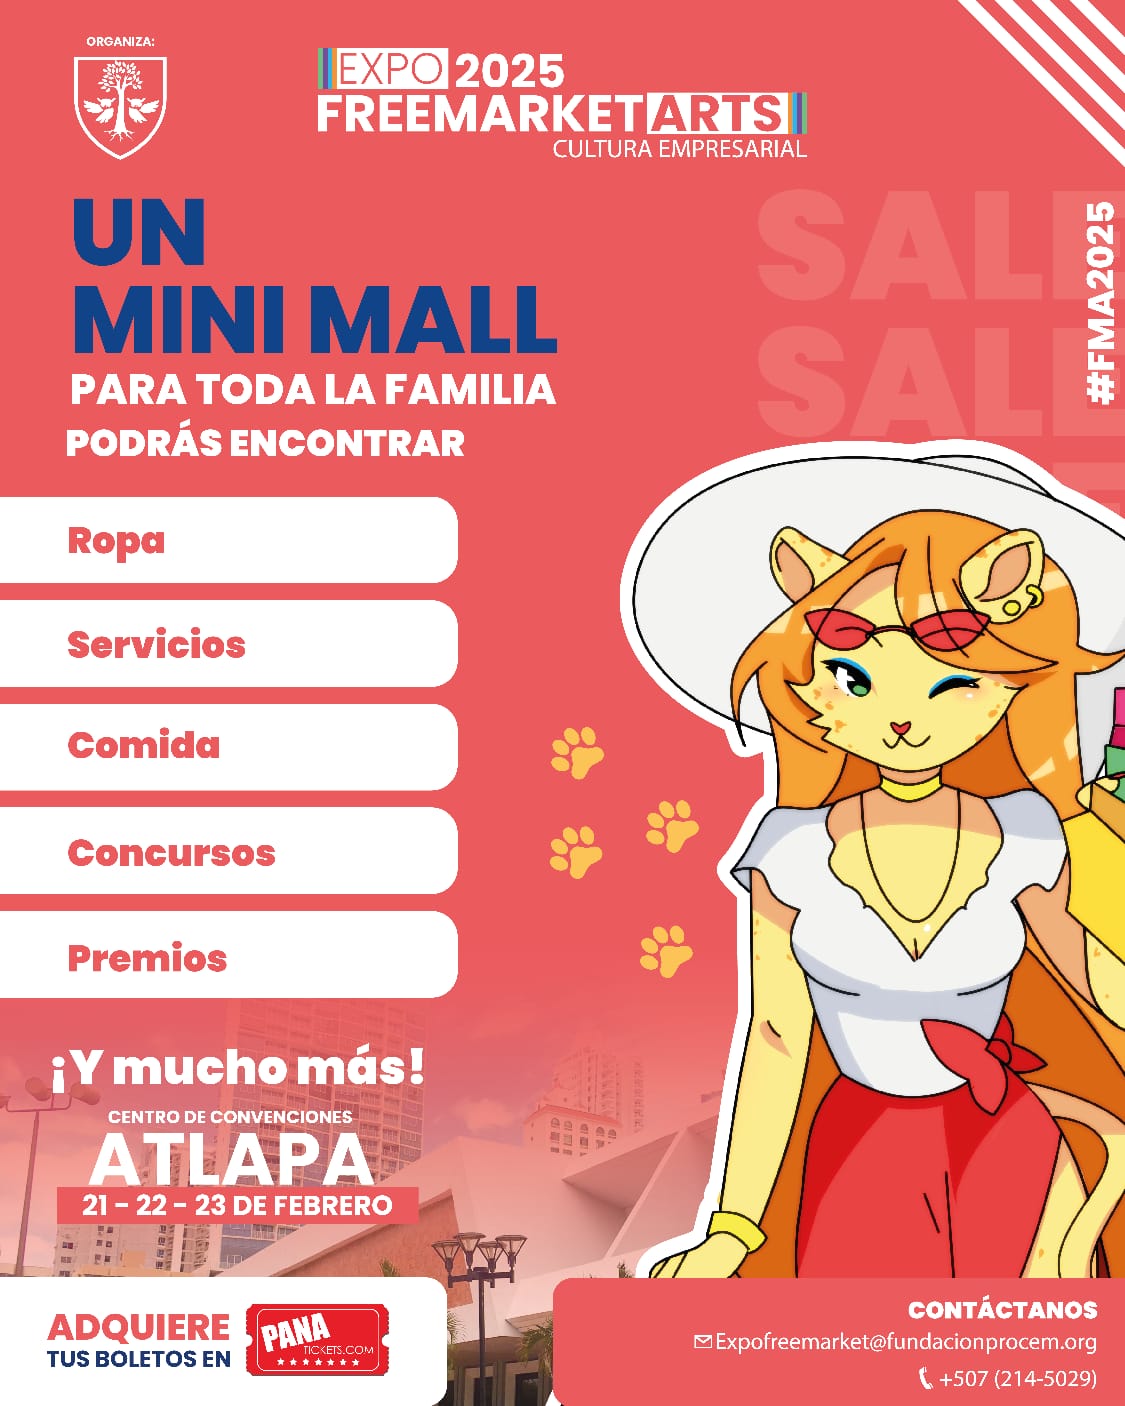 ORGANIZA:
EXPO 2025
FREEMARKETARTS
CULTURA EMPRESARIAL
UN
MINI MALL
PARA TODA LA FAMILIA
PODRÁS ENCONTRAR
SALE
SALE
#FMA2025
Ropa
Servicios
Comida
Concursos
Premios
¡Y mucho más!
CENTRO DE CONVENCIONES
ATLAPA
21 - 22 - 23 DE FEBRERO
ADQUIERE
TUS BOLETOS EN
PANA
TICKETS.COM
CONTÁCTANOS
Expofreemarket@fundacionprocem.org
+507 (214-5029)